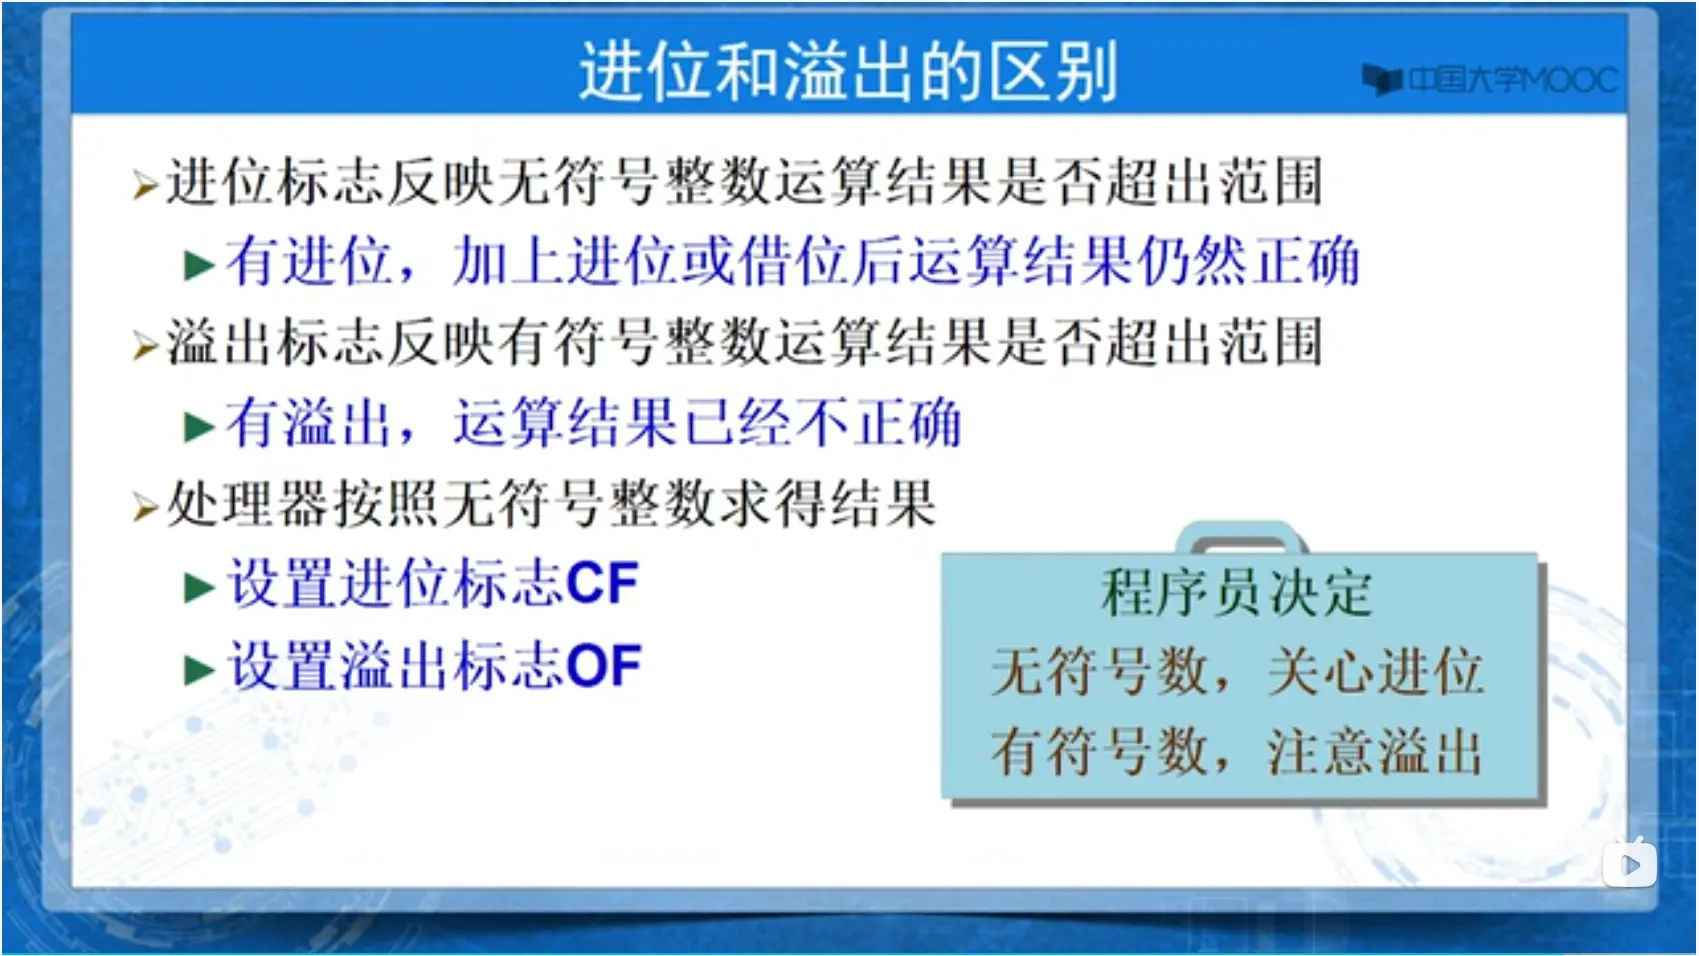 进位和溢出的区别
中国大学MOOC
进位标志反映无符号整数运算结果是否超出范围
有进位，加上进位或借位后运算结果仍然正确
溢出标志反映有符号整数运算结果是否超出范围
有溢出，运算结果已经不正确
处理器按照无符号整数求得结果
设置进位标志CF
设置溢出标志OF
程序员决定
无符号数，关心进位
有符号数，注意溢出